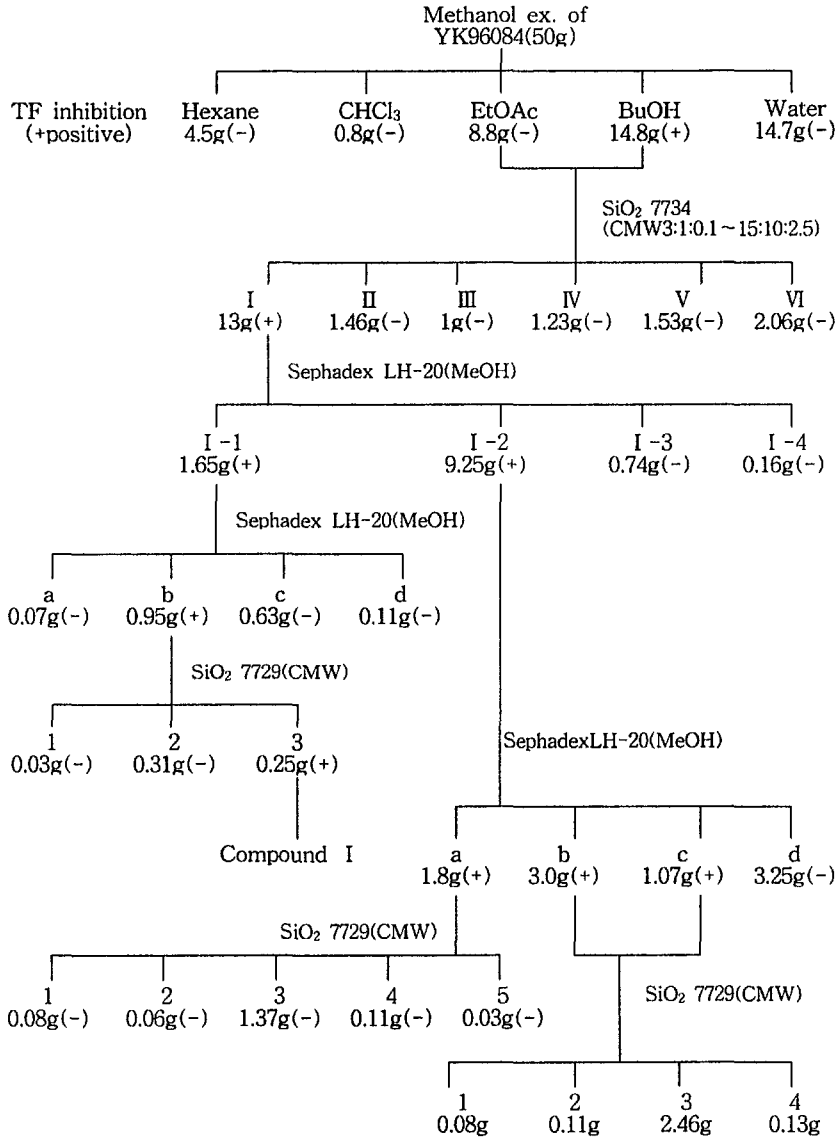 Methanol ex. of
YK96084(50g)
TF inhibition Hexane CHCl₃ EtOAc BuOH Water
(+positive) 4.5g(-) 0.8g(-) 8.8g(-) 14.8g(+) 14.7g(-)
SiO₂ 7734
(CMW3:1:0.1~15:10:2.5)
I II III IV V VI
13g(+) 1.46g(-) 1g(-) 1.23g(-) 1.53g(-) 2.06g(-)
Sephadex LH-20(MeOH)
I-1 I-2 I-3 I-4
1.65g(+) 9.25g(+) 0.74g(-) 0.16g(-)
Sephadex LH-20(MeOH)
a b c d
0.07g(-) 0.95g(+) 0.63g(-) 0.11g(-)
SiO₂ 7729(CMW)
1 2 3
0.03g(-) 0.31g(-) 0.25g(+)
SephadexLH-20(MeOH)
Compound I a b c d
1.8g(+) 3.0g(+) 1.07g(+) 3.25g(-)
SiO₂ 7729(CMW)
1 2 3 4 5
0.08g(-) 0.06g(-) 1.37g(-) 0.11g(-) 0.03g(-)
SiO₂ 7729(CMW)
1 2 3 4
0.08g 0.11g 2.46g 0.13g